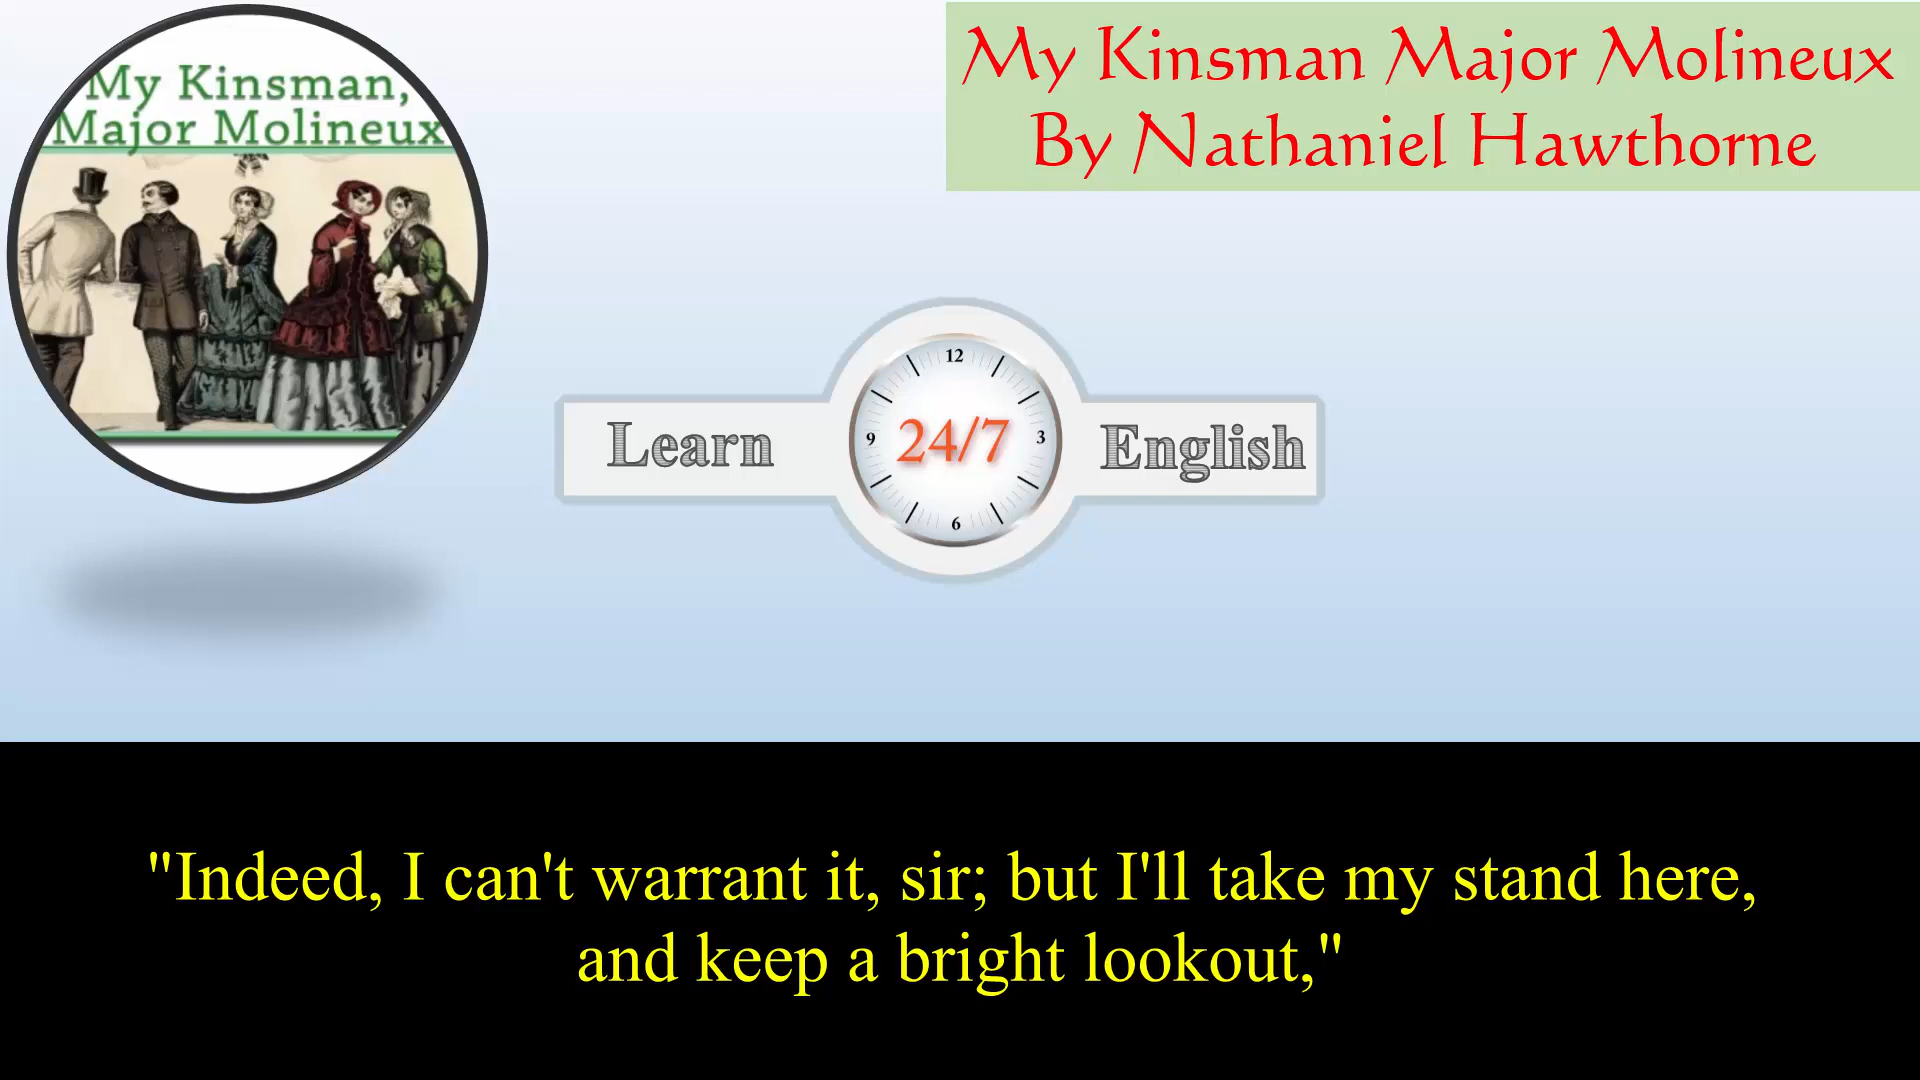 My Kinsman,
Major Molineux
My Kinsman Major Molineux
By Nathaniel Hawthorne
12
Learn
9
24/7
3
English
6
"Indeed, I can't warrant it, sir; but I'll take my stand here,
and keep a bright lookout,"